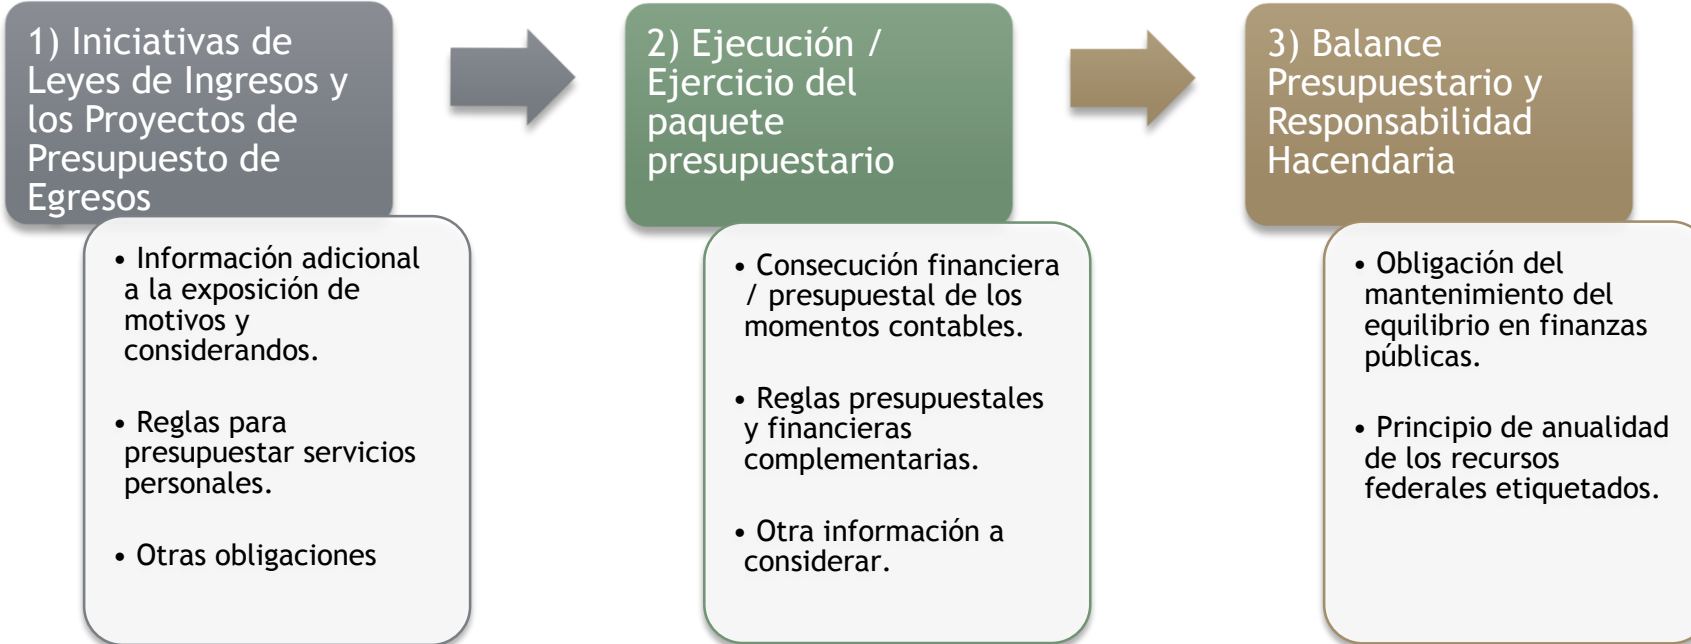 1) Iniciativas de
Leyes de Ingresos y
los Proyectos de
Presupuesto de
Egresos
• Información adicional
a la exposición de
motivos y
considerandos.
• Reglas para
presupuestar servicios
personales.
• Otras obligaciones
2) Ejecución /
Ejercicio del
paquete
presupuestario
• Consecución financiera
/ presupuestal de los
momentos contables.
• Reglas presupuestales
y financieras
complementarias.
• Otra información a
considerar.
3) Balance
Presupuestario y
Responsabilidad
Hacendaria
• Obligación del
mantenimiento del
equilibrio en finanzas
públicas.
• Principio de anualidad
de los recursos
federales etiquetados.